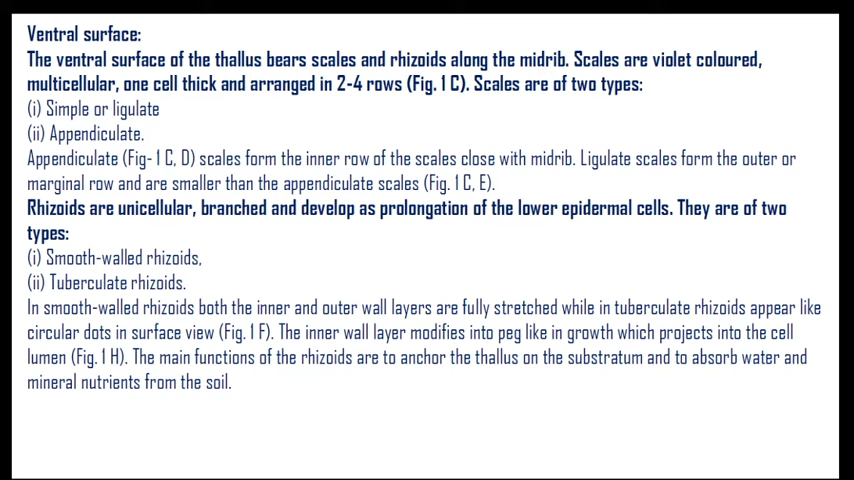 Ventral surface:
The ventral surface of the thallus bears scales and rhizoids along the midrib. Scales are violet coloured,
multicellular, one cell thick and arranged in 2-4 rows (Fig. 1 C). Scales are of two types:
(i) Simple or ligulate
(ii) Appendiculate.
Appendiculate (Fig- 1 C, D) scales form the inner row of the scales close with midrib. Ligulate scales form the outer or
marginal row and are smaller than the appendiculate scales (Fig. 1 C, E).
Rhizoids are unicellular, branched and develop as prolongation of the lower epidermal cells. They are of two
types:
(i) Smooth-walled rhizoids,
(ii) Tuberculate rhizoids.
In smooth-walled rhizoids both the inner and outer wall layers are fully stretched while in tuberculate rhizoids appear like
circular dots in surface view (Fig. 1 F). The inner wall layer modifies into peg like in growth which projects into the cell
lumen (Fig. 1 H). The main functions of the rhizoids are to anchor the thallus on the substratum and to absorb water and
mineral nutrients from the soil.